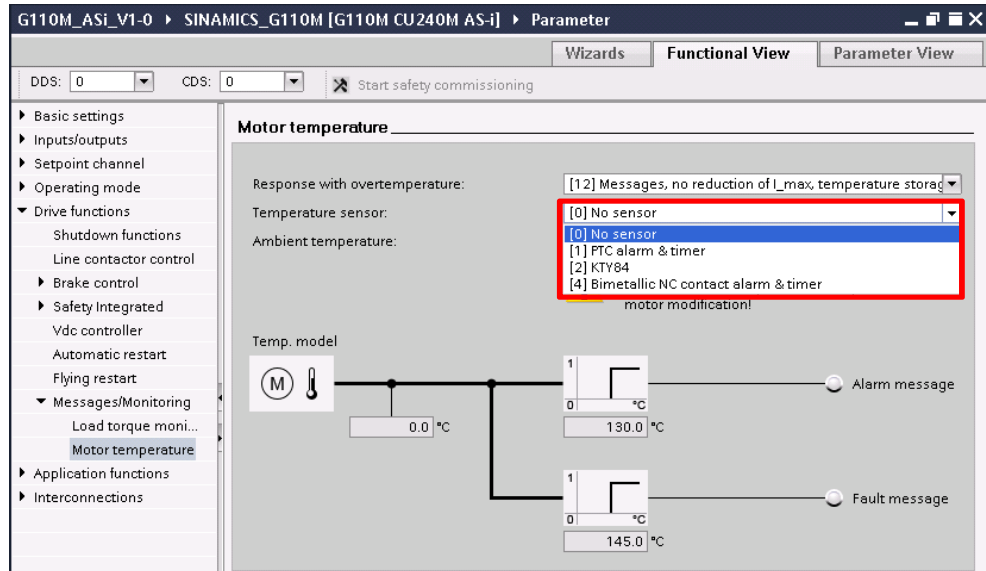 G110M_ASi_V1-0 ▸ SINAMICS_G110M [G110M CU240M AS-i] ▸ Parameter
Wizards Functional View Parameter View
DDS: 0 CDS: 0 Start safety commissioning
Basic settings
Inputs/outputs
Setpoint channel
Operating mode
Drive functions
Shutdown functions
Line contactor control
Brake control
Safety Integrated
Vdc controller
Automatic restart
Flying restart
Messages/Monitoring
Load torque moni...
Motor temperature
Application functions
Interconnections
Motor temperature
Response with overtemperature: [12] Messages, no reduction of I_max, temperature storag
Temperature sensor: [0] No sensor
[0] No sensor
Ambient temperature:
[1] PTC alarm & timer
[2] KTY84
[4] Bimetallic NC contact alarm & timer
motor modification!
Temp. model
M
1
0 °C
Alarm message
0.0 °C
130.0 °C
1
0 °C
Fault message
145.0 °C